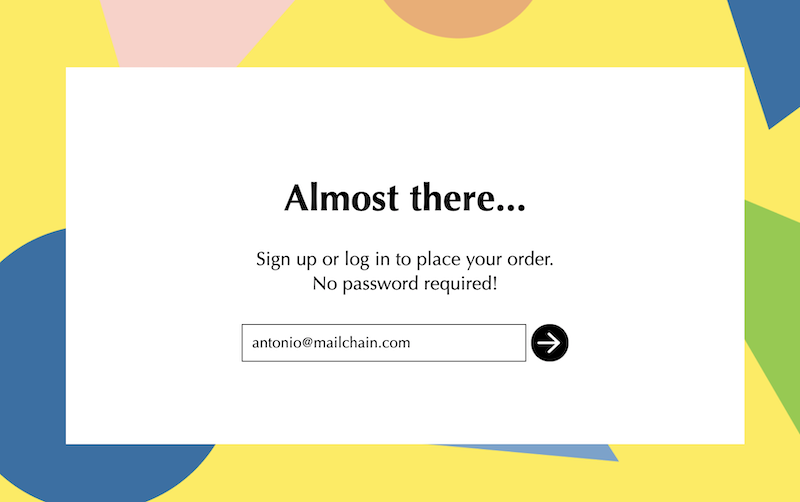 Almost there...
Sign up or log in to place your order.
No password required!
antonio@mailchain.com